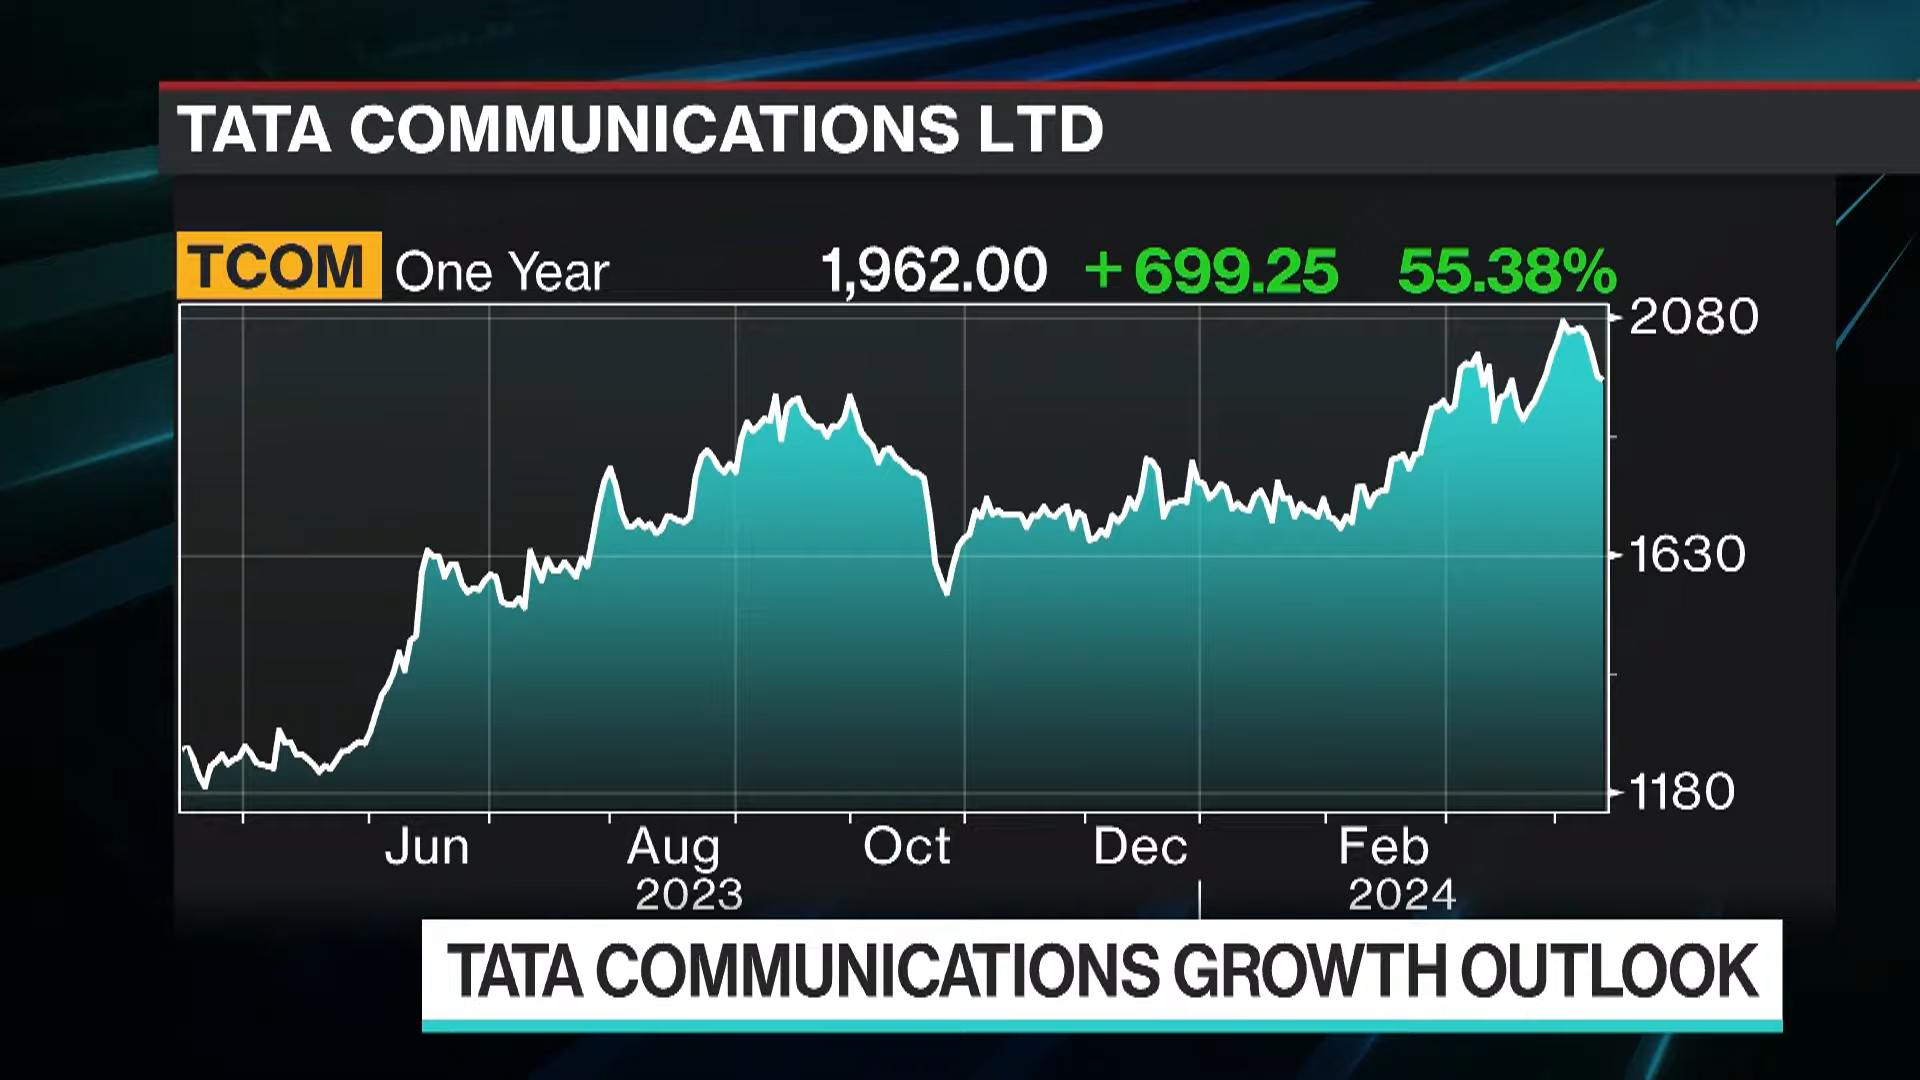 TATA COMMUNICATIONS LTD
TCOM One Year 1,962.00 +699.25 55.38%
2080
1630
1180
Jun Aug Oct Dec Feb
2023 2024
TATA COMMUNICATIONS GROWTH OUTLOOK